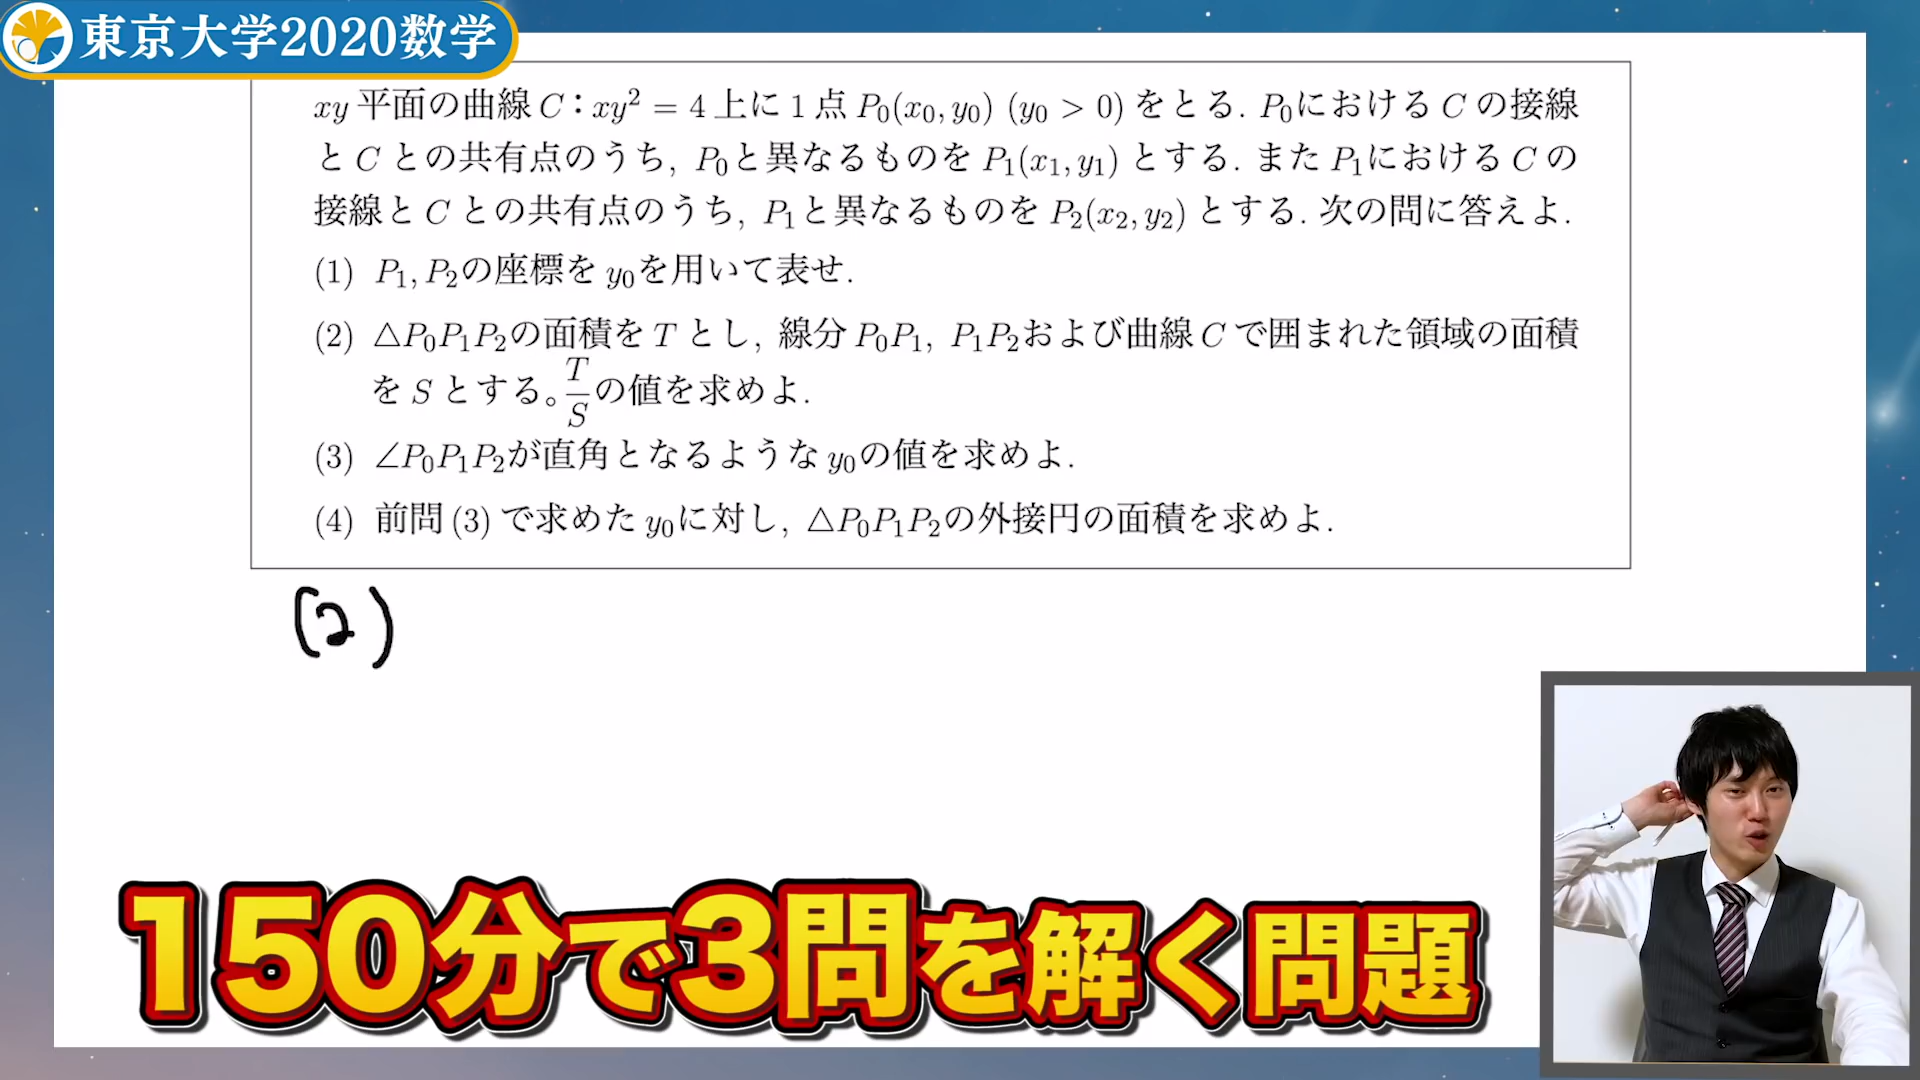 東京大学2020数学
xy平面の曲線C：xy² = 4上に1点P₀(x₀, y₀) (y₀ > 0)をとる. P₀におけるCの接線
とCとの共有点のうち, P₀と異なるものをP₁(x₁, y₁)とする. またP₁におけるCの
接線とCとの共有点のうち, P₁と異なるものをP₂(x₂, y₂)とする. 次の問に答えよ.
(1) P₁, P₂の座標をy₀を用いて表せ.
(2) △P₀P₁P₂の面積をTとし, 線分P₀P₁, P₁P₂および曲線Cで囲まれた領域の面積
をSとする。T/Sの値を求めよ.
(3) ∠P₀P₁P₂が直角となるようなy₀の値を求めよ.
(4) 前問(3)で求めたy₀に対し, △P₀P₁P₂の外接円の面積を求めよ.
(2)
150分で3問を解く問題